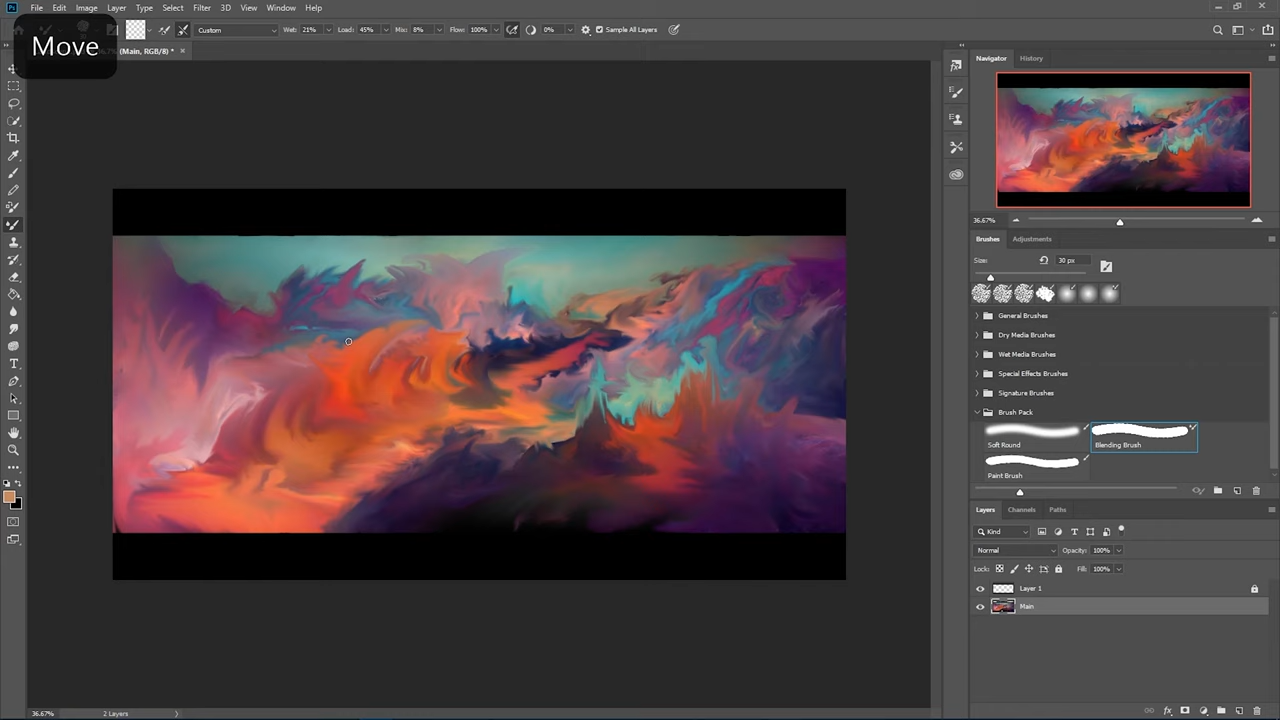 Ps File Edit Image Layer Type Select Filter 3D View Window Help
Move
Custom Wet: 21% Load: 45% Mix: 8% Flow: 100% 0% Sample All Layers
(Main, RGB/8) *
Navigator History
36.67%
Brushes Adjustments
Size: 30 px
General Brushes
Dry Media Brushes
Wet Media Brushes
Special Effects Brushes
Signature Brushes
Brush Pack
Soft Round Blending Brush
Paint Brush
Layers Channels Paths
Kind
Normal Opacity: 100%
Lock: Fill: 100%
Layer 1
Main
36.67% 2 Layers